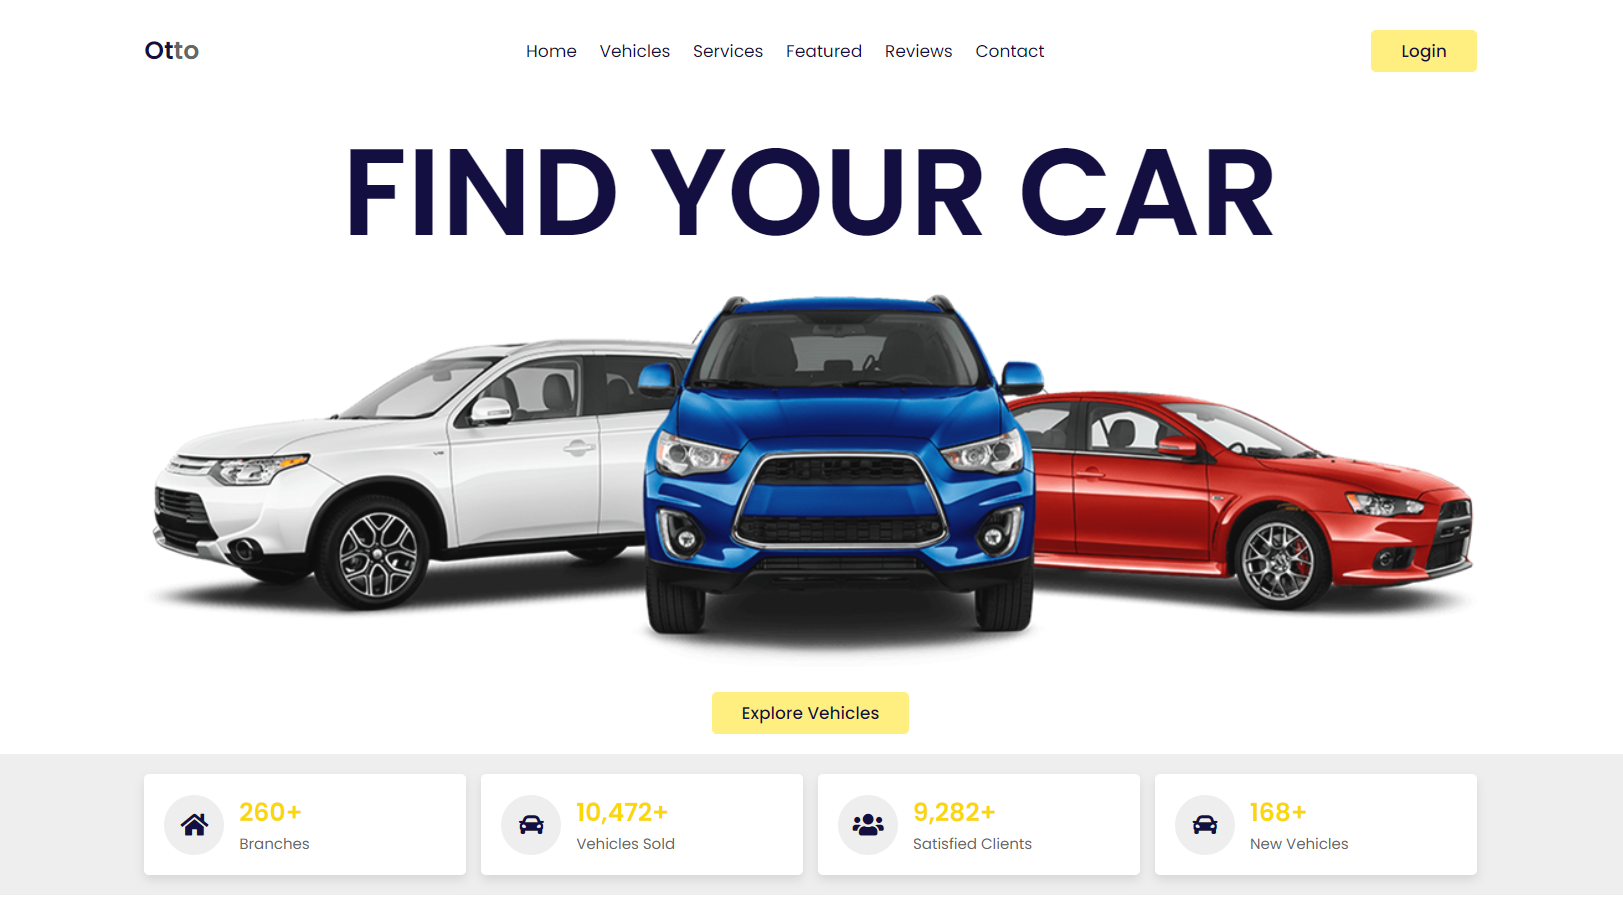 Otto
Home Vehicles Services Featured Reviews Contact
Login
FIND YOUR CAR
Explore Vehicles
260+
Branches
10,472+
Vehicles Sold
9,282+
Satisfied Clients
168+
New Vehicles